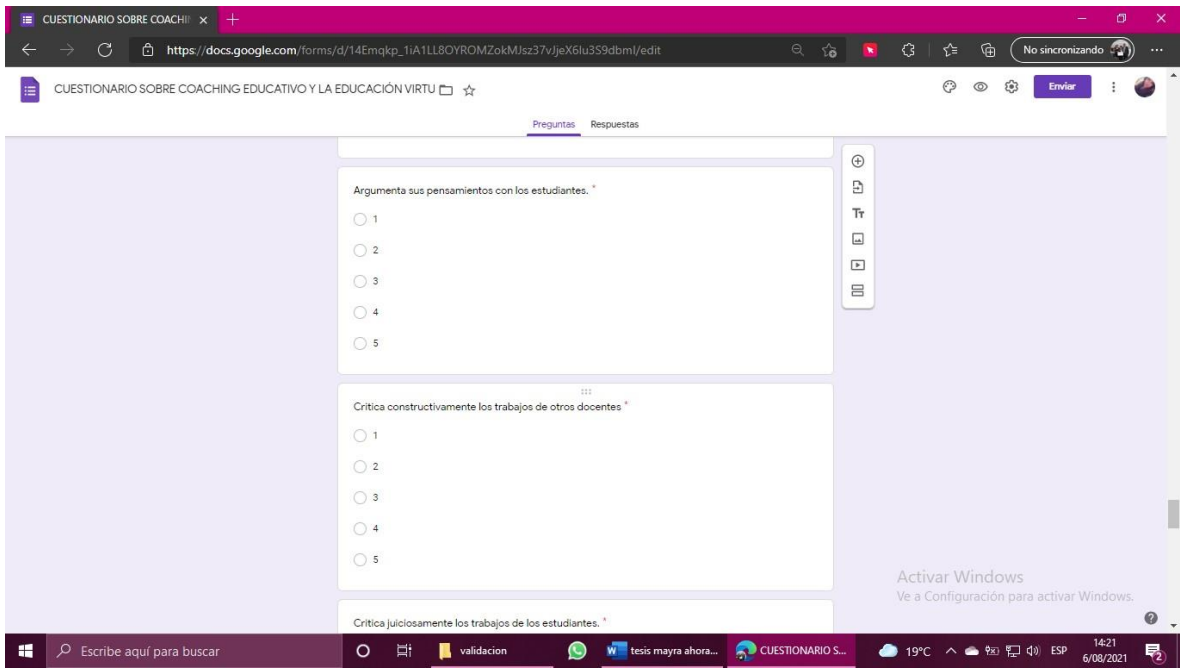 CUESTIONARIO SOBRE COACHIN
https://docs.google.com/forms/d/14Emqkp_1iA1LL8OYROMZokMJsz37vJjeX6Iu3S9dbmI/edit
No sincronizando
CUESTIONARIO SOBRE COACHING EDUCATIVO Y LA EDUCACIÓN VIRTU
Enviar
Preguntas Respuestas
Argumenta sus pensamientos con los estudiantes. *
1
2
3
4
5
Critica constructivamente los trabajos de otros docentes *
1
2
3
4
5
Critica juiciosamente los trabajos de los estudiantes. *
Activar Windows
Ve a Configuración para activar Windows.
Escribe aquí para buscar
validacion
tesis mayra ahora...
CUESTIONARIO S...
19°C
ESP
14:21
6/08/2021
2